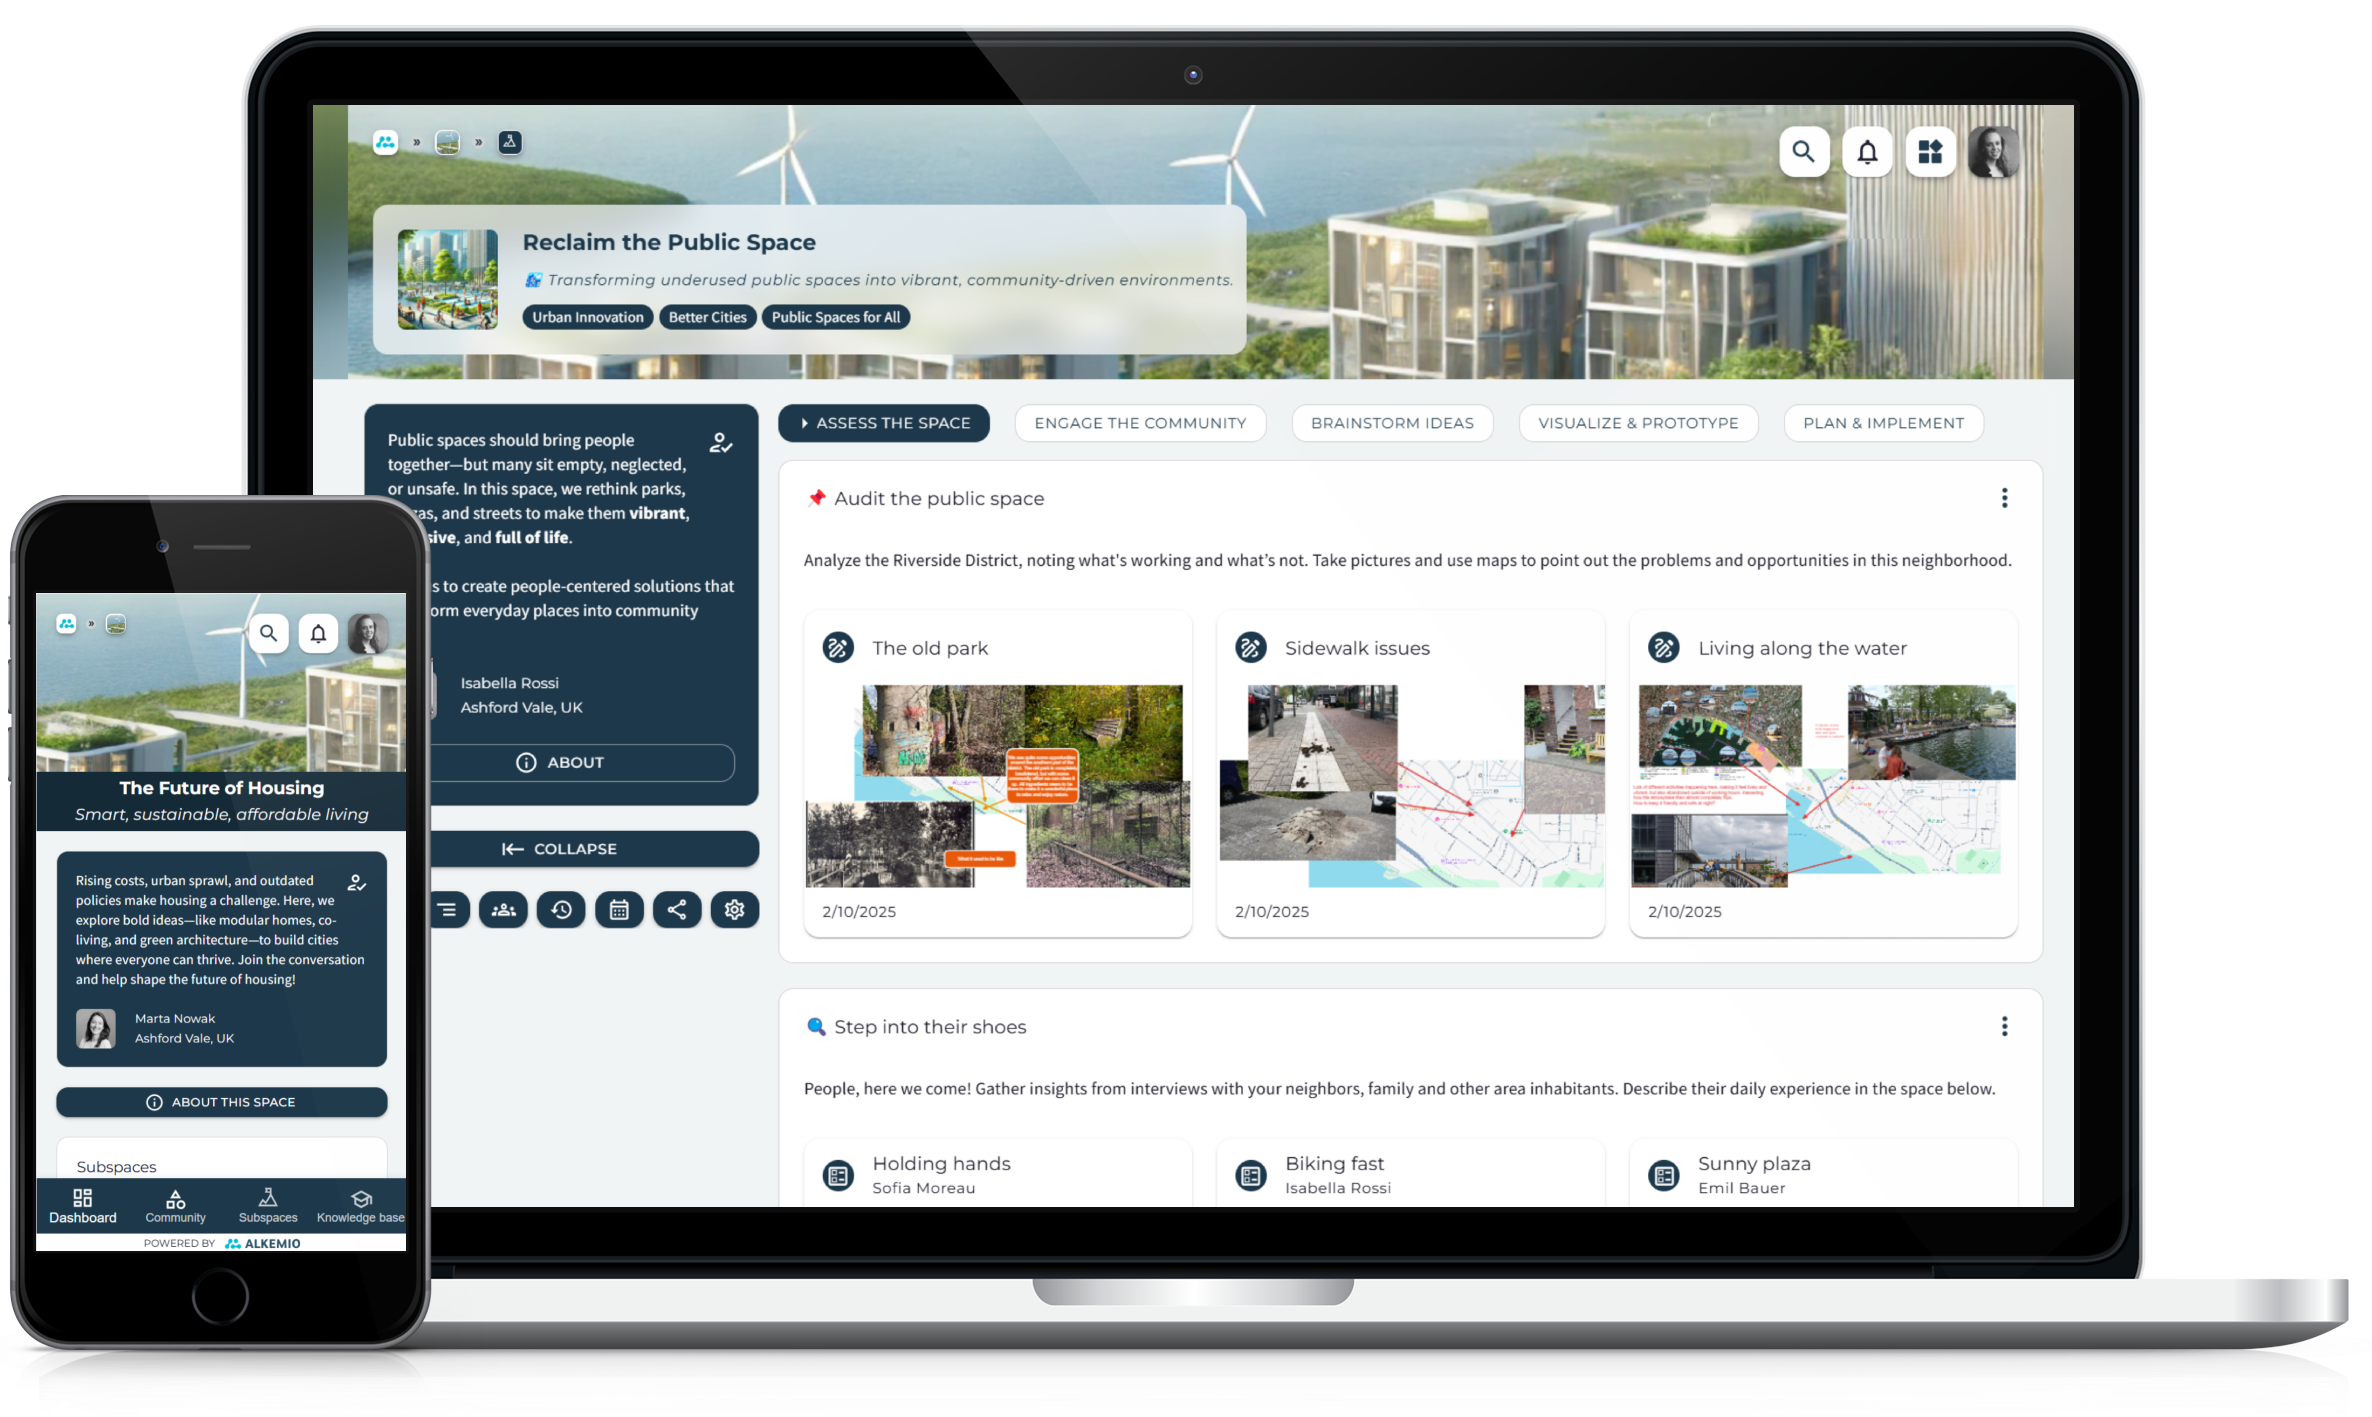 Reclaim the Public Space
Transforming underused public spaces into vibrant, community-driven environments.
Urban Innovation
Better Cities
Public Spaces for All
Public spaces should bring people
together—but many sit empty, neglected,
or unsafe. In this space, we rethink parks,
as, and streets to make them vibrant,
sive, and full of life.
s to create people-centered solutions that
orm everyday places into community
Isabella Rossi
Ashford Vale, UK
ABOUT
COLLAPSE
ASSESS THE SPACE
ENGAGE THE COMMUNITY
BRAINSTORM IDEAS
VISUALIZE & PROTOTYPE
PLAN & IMPLEMENT
Audit the public space
Analyze the Riverside District, noting what's working and what's not. Take pictures and use maps to point out the problems and opportunities in this neighborhood.
The old park
What it used to be like
2/10/2025
Sidewalk issues
2/10/2025
Living along the water
2/10/2025
Step into their shoes
People, here we come! Gather insights from interviews with your neighbors, family and other area inhabitants. Describe their daily experience in the space below.
Holding hands
Sofia Moreau
Biking fast
Isabella Rossi
Sunny plaza
Emil Bauer
The Future of Housing
Smart, sustainable, affordable living
Rising costs, urban sprawl, and outdated
policies make housing a challenge. Here, we
explore bold ideas—like modular homes, co-
living, and green architecture—to build cities
where everyone can thrive. Join the conversation
and help shape the future of housing!
Marta Nowak
Ashford Vale, UK
ABOUT THIS SPACE
Subspaces
Dashboard
Community
Subspaces
Knowledge base
POWERED BY ALKEMIO